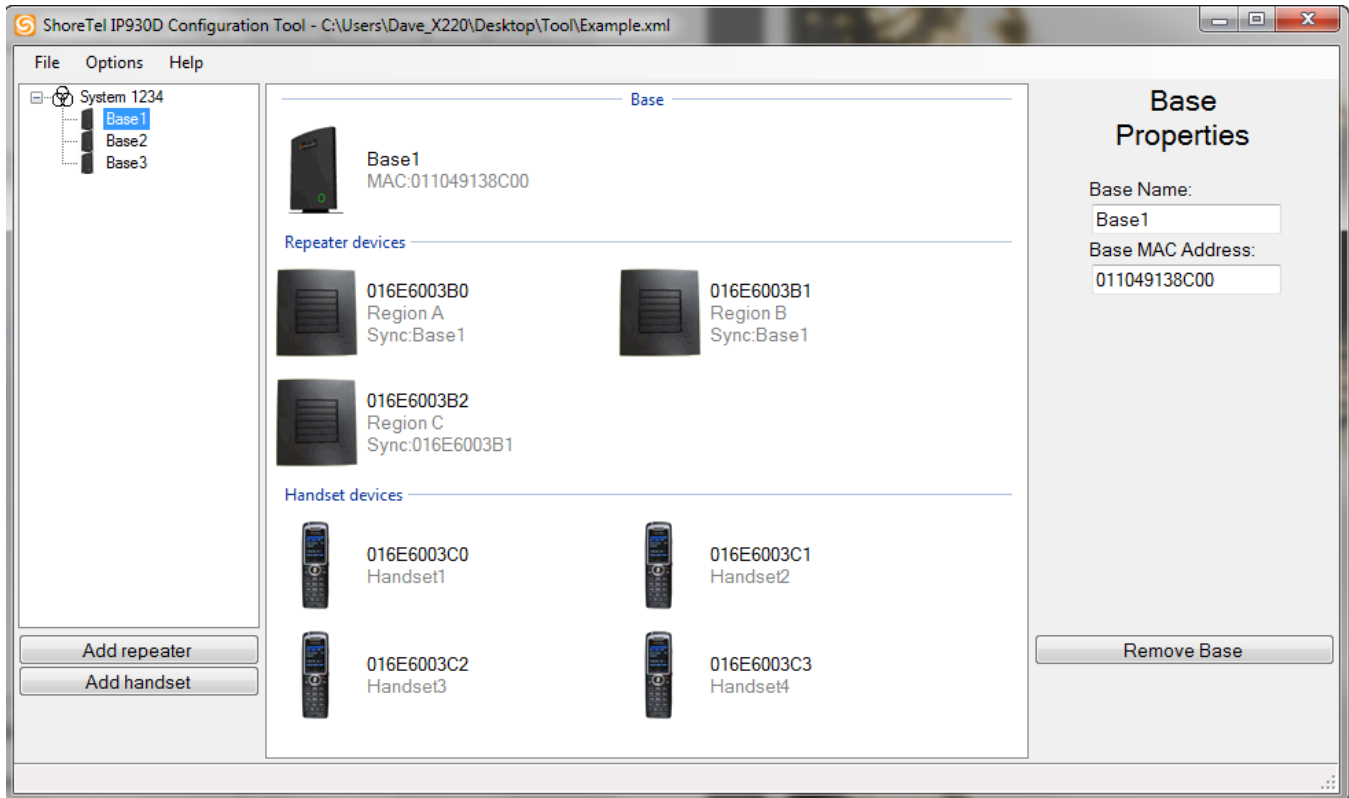 ShoreTel IP930D Configuration Tool - C:\Users\Dave_X220\Desktop\Tool\Example.xml
File Options Help
System 1234
Base1
Base2
Base3
Add repeater
Add handset
Base
Base1
MAC:011049138C00
Repeater devices
016E6003B0
Region A
Sync:Base1
016E6003B1
Region B
Sync:Base1
016E6003B2
Region C
Sync:016E6003B1
Handset devices
016E6003C0
Handset1
016E6003C1
Handset2
016E6003C2
Handset3
016E6003C3
Handset4
Base
Properties
Base Name:
Base1
Base MAC Address:
011049138C00
Remove Base